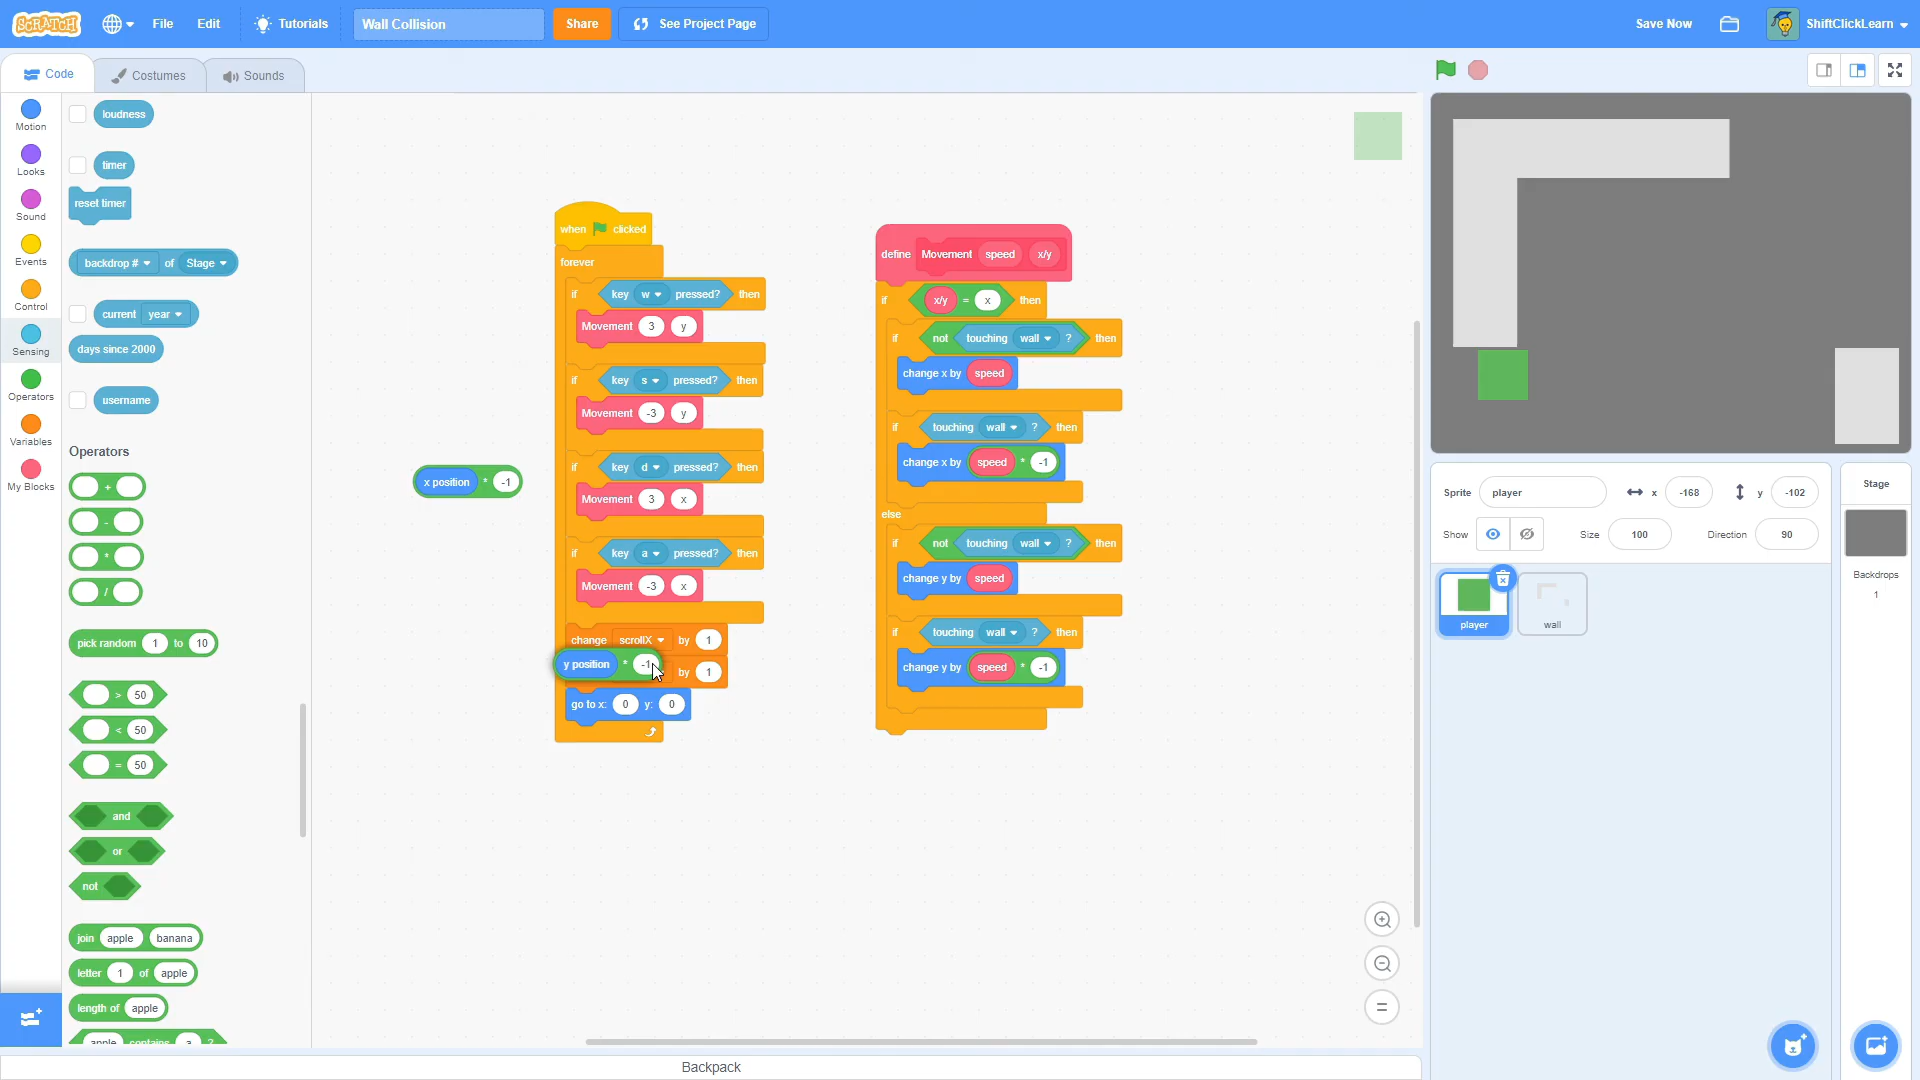 SCRATCH File Edit Tutorials Wall Collision Share See Project Page Save Now ShiftClickLearn
Code Costumes Sounds
Motion
Looks
Sound
Events
Control
Sensing
Operators
Variables
My Blocks
loudness
timer
reset timer
backdrop # of Stage
current year
days since 2000
username
Operators
+
-
*
/
pick random 1 to 10
> 50
< 50
= 50
and
or
not
join apple banana
letter 1 of apple
length of apple
apple contains a ?
x position * -1
when clicked
forever
if key w pressed? then
Movement 3 y
if key s pressed? then
Movement -3 y
if key d pressed? then
Movement 3 x
if key a pressed? then
Movement -3 x
change scrollX by 1
y position * -1 by 1
go to x: 0 y: 0
define Movement speed x/y
if x/y = x then
if not touching wall ? then
change x by speed
if touching wall ? then
change x by speed * -1
else
if not touching wall ? then
change y by speed
if touching wall ? then
change y by speed * -1
Sprite player x -168 y -102
Show Size 100 Direction 90
player
wall
Stage
Backdrops
1
Backpack